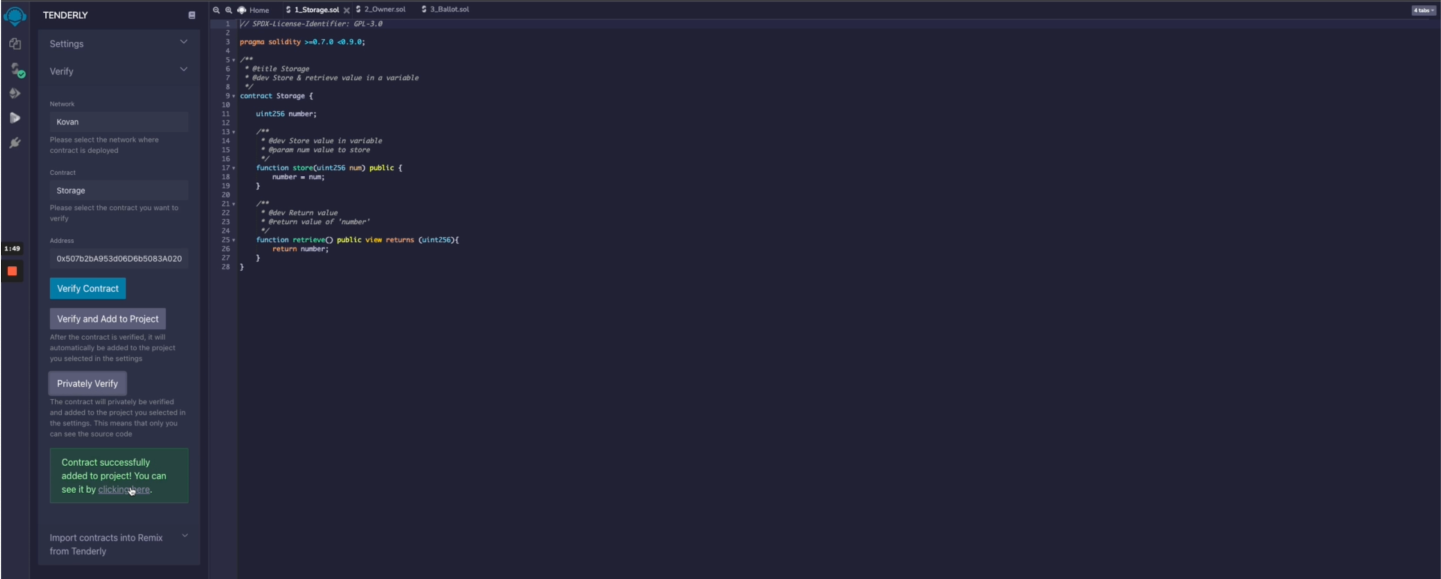 TENDERLY
Settings
Verify
Network
Kovan
Please select the network where
contract is deployed
Contract
Storage
Please select the contract you want to
verify
Address
0x507b2bA953d06D6b5083A020
Verify Contract
Verify and Add to Project
After the contract is verified, it will
automatically be added to the project
you selected in the settings
Privately Verify
The contract will privately be verified
and added to the project you selected in
the settings. This means that only you
can see the source code
Contract successfully
added to project! You can
see it by clicking here.
Import contracts into Remix
from Tenderly
1:49
Home 1_Storage.sol 2_Owner.sol 3_Ballot.sol
4 tabs
1 // SPDX-License-Identifier: GPL-3.0
2
3 pragma solidity >=0.7.0 <0.9.0;
4
5 /**
6 * @title Storage
7 * @dev Store & retrieve value in a variable
8 */
9 contract Storage {
10
11 uint256 number;
12
13 /**
14 * @dev Store value in variable
15 * @param num value to store
16 */
17 function store(uint256 num) public {
18 number = num;
19 }
20
21 /**
22 * @dev Return value
23 * @return value of 'number'
24 */
25 function retrieve() public view returns (uint256){
26 return number;
27 }
28 }